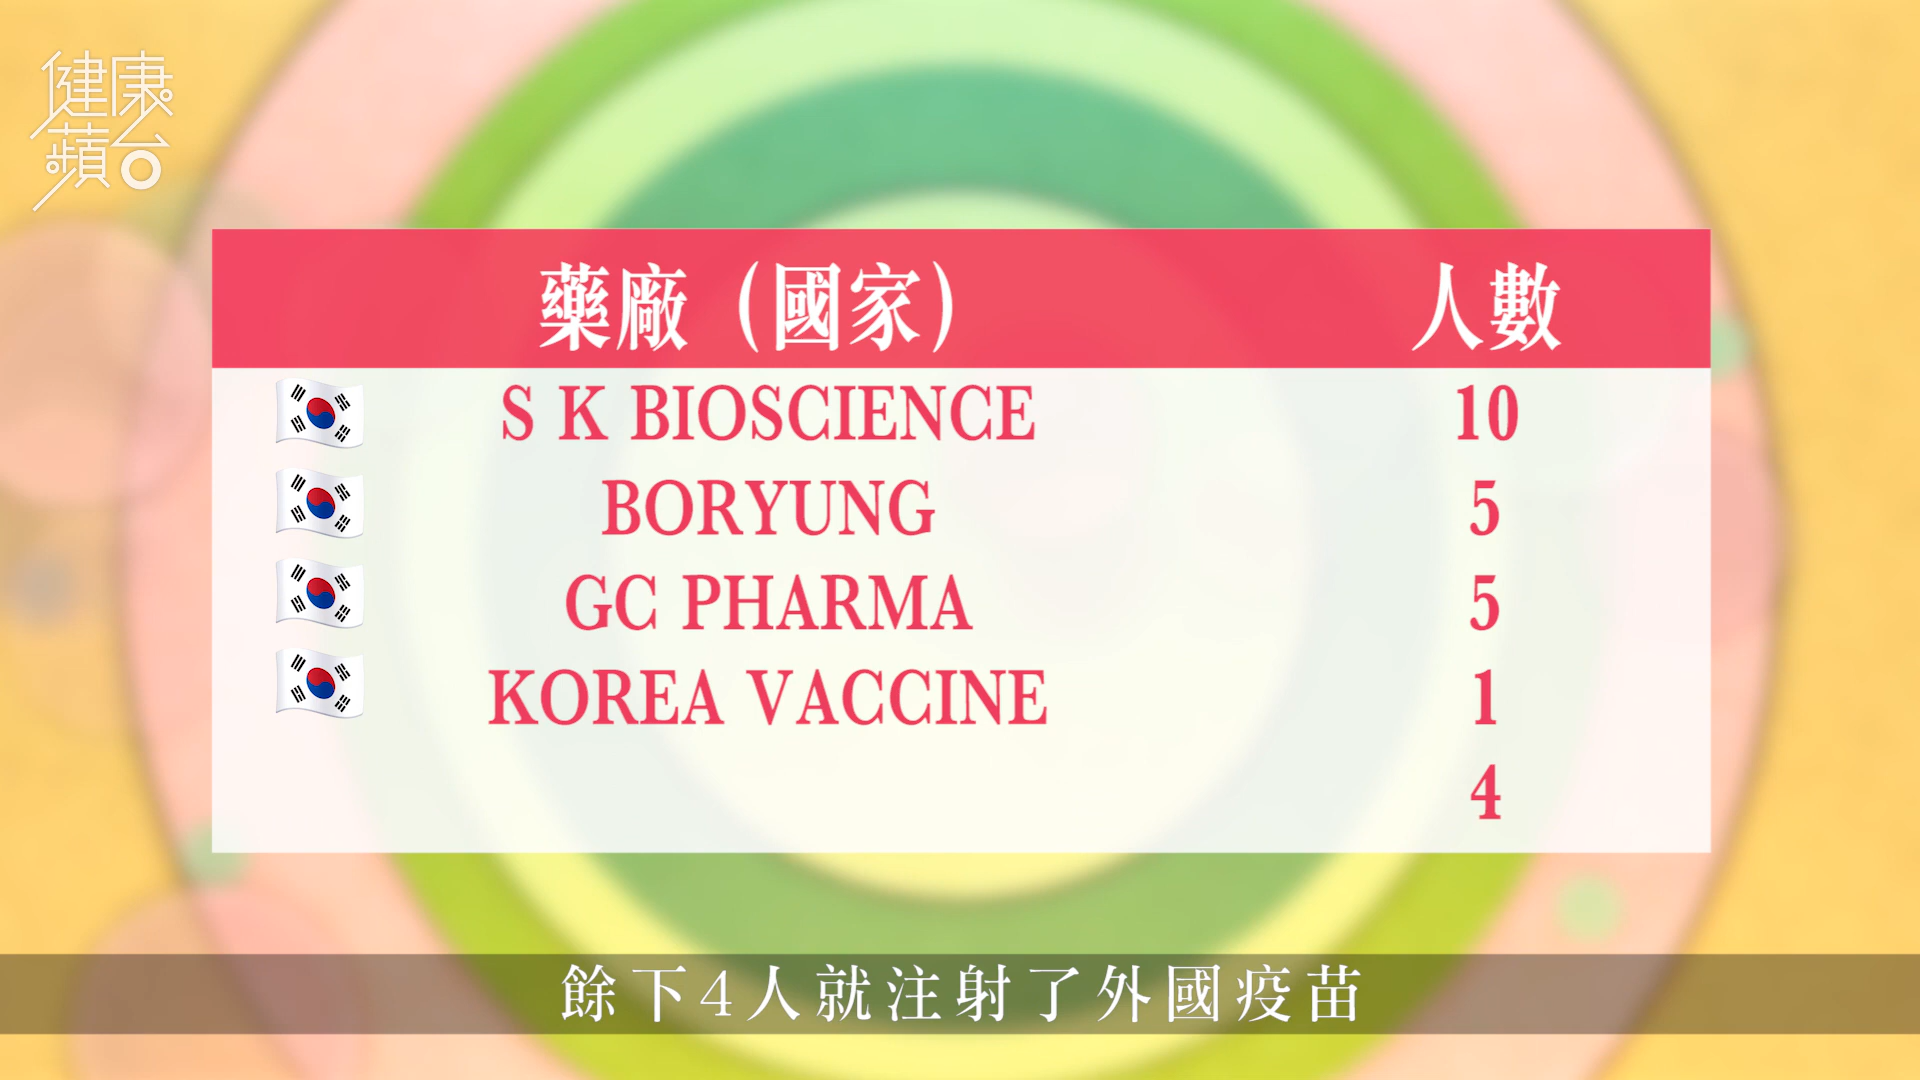 健康
蘋台
藥廠（國家） 人數
S K BIOSCIENCE 10
BORYUNG 5
GC PHARMA 5
KOREA VACCINE 1
4
餘下4人就注射了外國疫苗